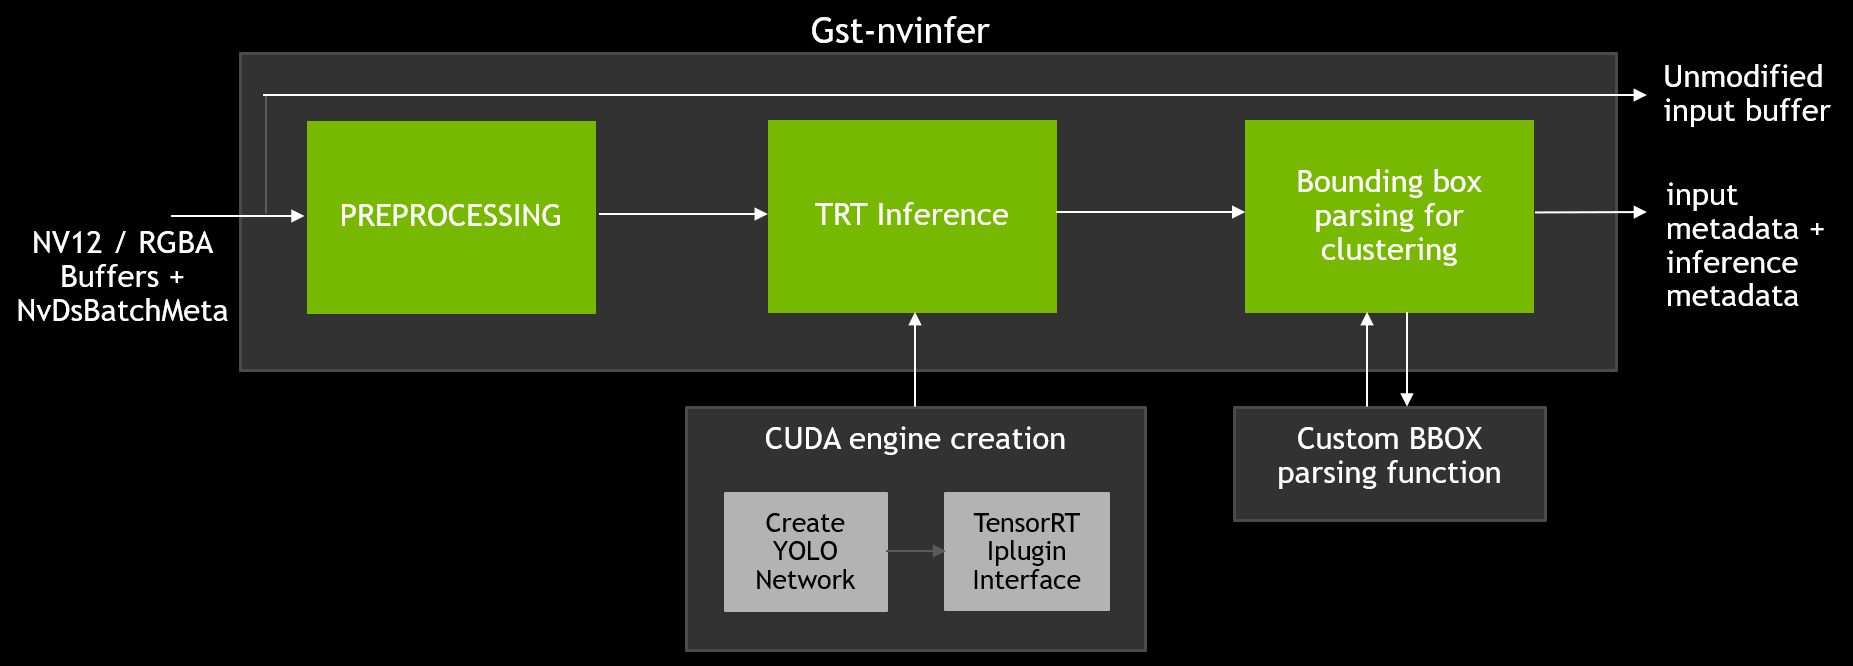 Gst-nvinfer
Unmodified
input buffer
NV12 / RGBA
Buffers +
NvDsBatchMeta
PREPROCESSING
TRT Inference
Bounding box
parsing for
clustering
input
metadata +
inference
metadata
CUDA engine creation
Create
YOLO
Network
TensorRT
Iplugin
Interface
Custom BBOX
parsing function